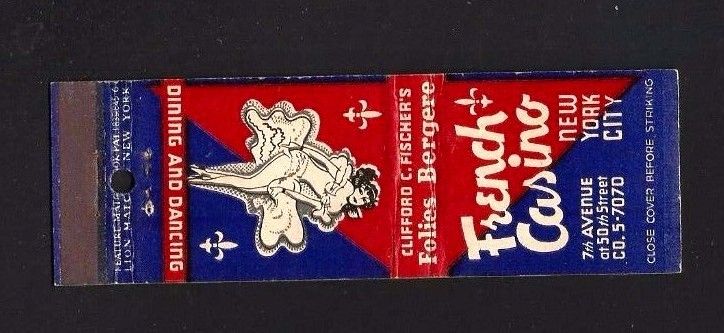 French
Casino
NEW
YORK
CITY
7th AVENUE
at 50th Street
CO. 5-7070
CLOSE COVER BEFORE STRIKING
CLIFFORD C. FISCHER'S
Folies Bergere
DINING AND DANCING
FEATURE
LION MATCH NEW YORK